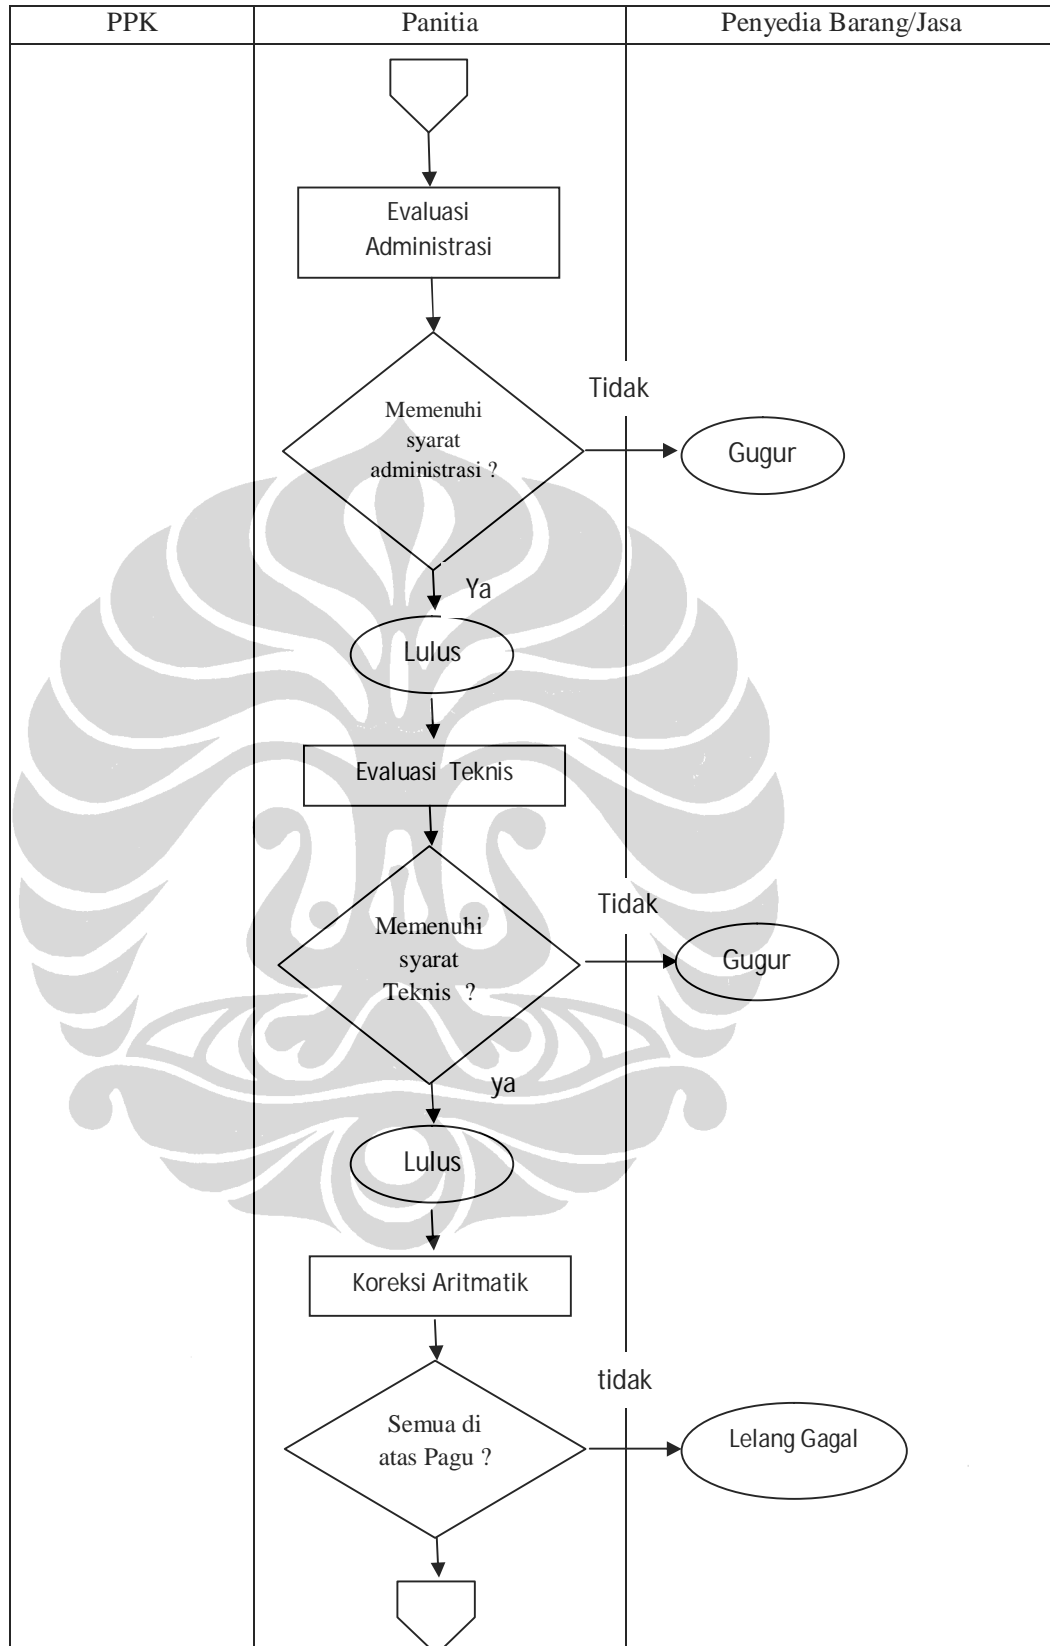 PPK
Panitia
Penyedia Barang/Jasa
Evaluasi
Administrasi
Memenuhi
syarat
administrasi ?
Tidak
Gugur
Ya
Lulus
Evaluasi Teknis
Memenuhi
syarat
Teknis ?
Tidak
Gugur
ya
Lulus
Koreksi Aritmatik
Semua di
atas Pagu ?
tidak
Lelang Gagal